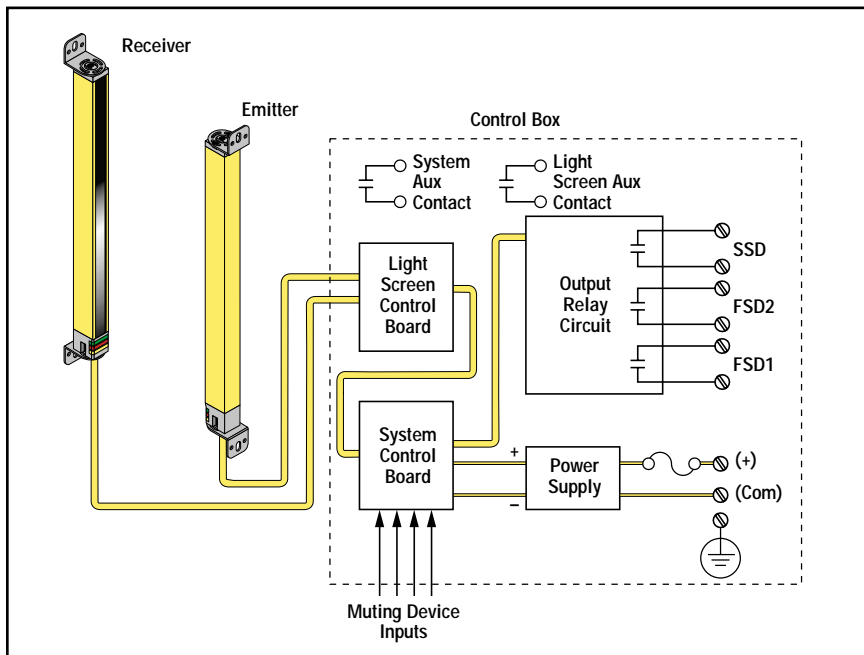 Receiver
Emitter
Control Box
System
Aux
Contact
Light
Screen Aux
Contact
Light
Screen
Control
Board
Output
Relay
Circuit
SSD
FSD2
FSD1
System
Control
Board
+
–
Power
Supply
(+)
(Com)
Muting Device
Inputs